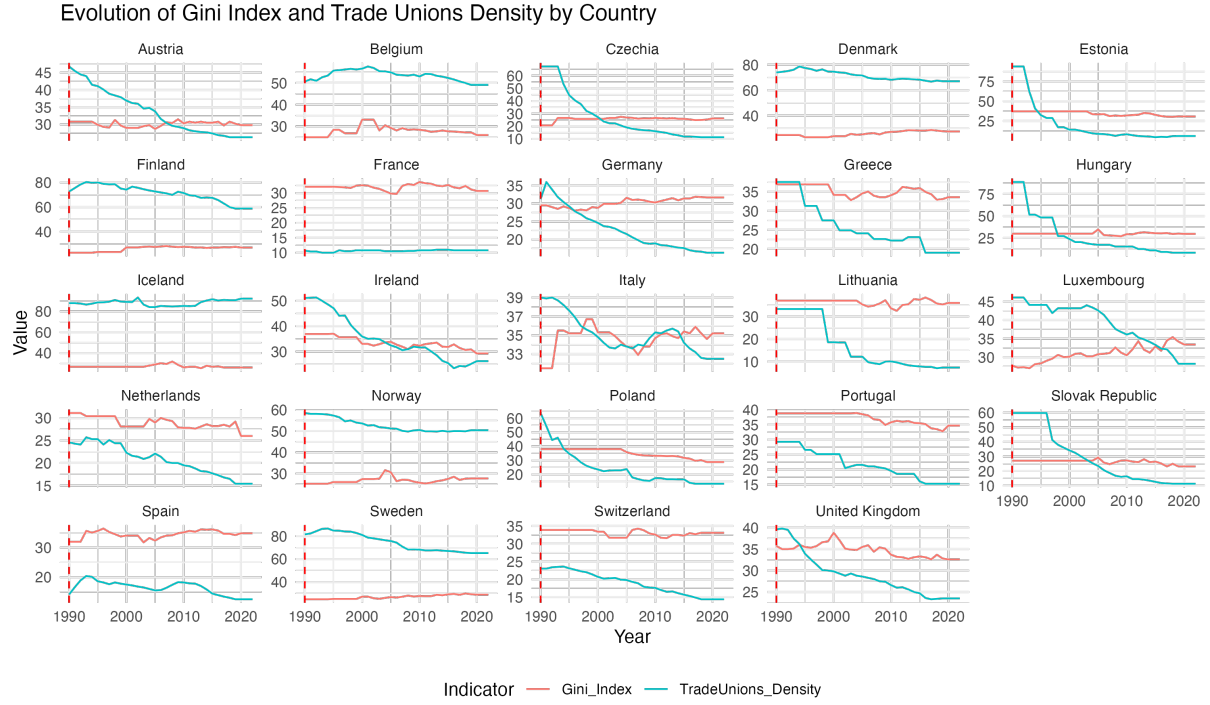 Evolution of Gini Index and Trade Unions Density by Country
Austria Belgium Czechia Denmark Estonia
45 40 35 30
50 30
60 50 40 30 20 10
80 60 40
75 50 25
Finland France Germany Greece Hungary
80 60 40
30 25 20 15 10
35 30 25 20
35 30 25 20
75 50 25
Iceland Ireland Italy Lithuania Luxembourg
80 60 40
50 40 30
39 37 35 33
30 20 10
45 40 35 30
Netherlands Norway Poland Portugal Slovak Republic
30 25 20 15
60 50 40 30
60 50 40 30 20
40 35 30 25 20 15
60 50 40 30 20 10
1990 2000 2010 2020
Spain Sweden Switzerland United Kingdom
30 20
80 60 40
35 30 25 20 15
40 35 30 25
1990 2000 2010 2020 1990 2000 2010 2020 1990 2000 2010 2020 1990 2000 2010 2020
Value
Year
Indicator Gini_Index TradeUnions_Density